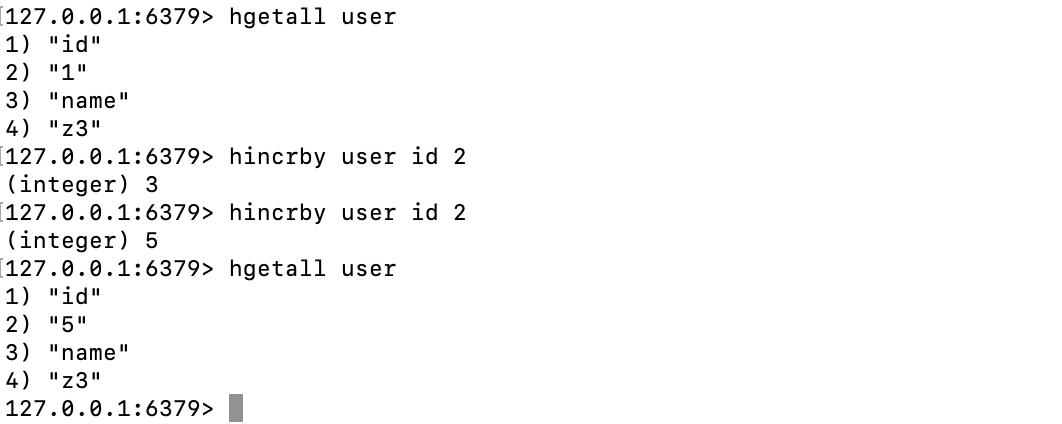 [127.0.0.1:6379> hgetall user
1) "id"
2) "1"
3) "name"
4) "z3"
[127.0.0.1:6379> hincrby user id 2
(integer) 3
[127.0.0.1:6379> hincrby user id 2
(integer) 5
[127.0.0.1:6379> hgetall user
1) "id"
2) "5"
3) "name"
4) "z3"
127.0.0.1:6379>